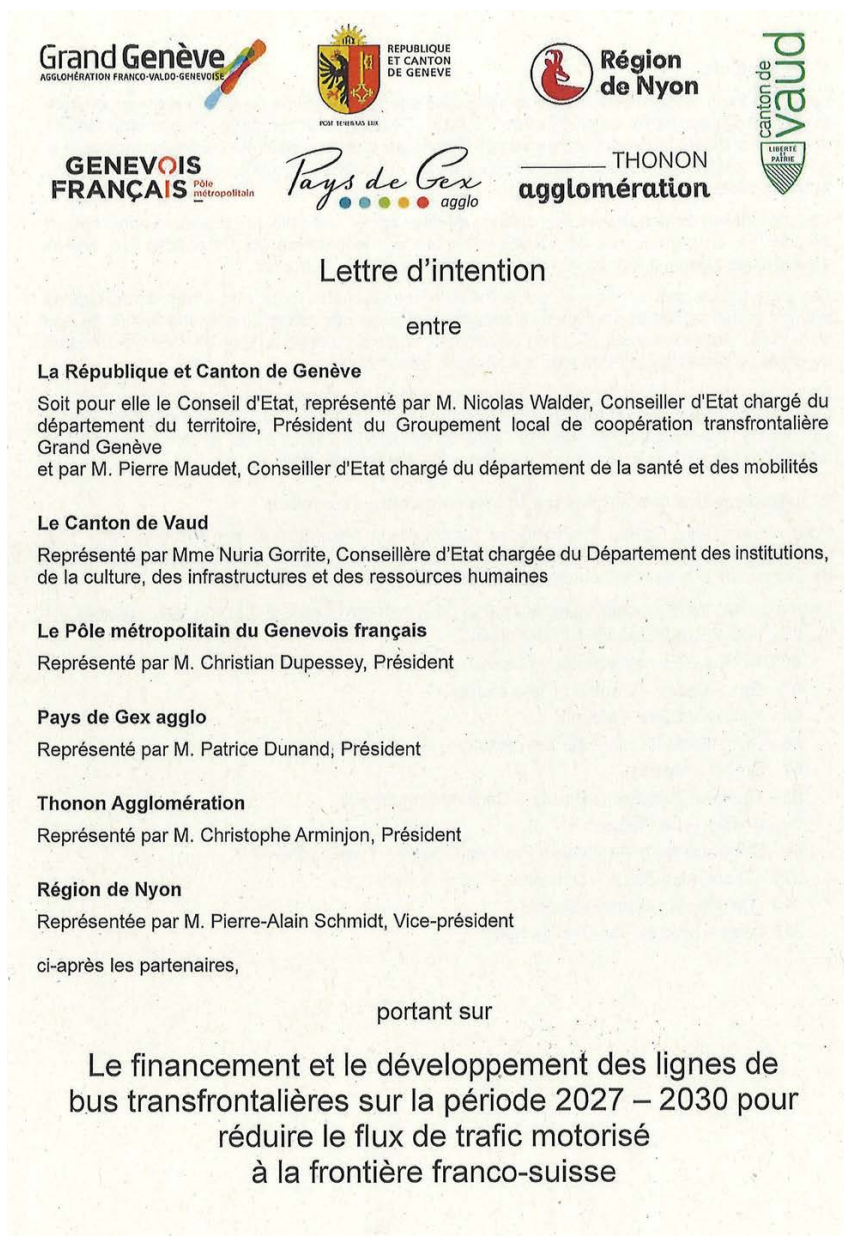 Grand Genève
AGGLOMÉRATION FRANCO-VALDO-GENEVOISE
REPUBLIQUE
ET CANTON
DE GENEVE
POST TENEBRAS LUX
Région
de Nyon
canton de
vaud
LIBERTÉ
ET
PATRIE
GENEVOIS
FRANÇAIS
Pôle
métropolitain
Pays de Gex
agglo
THONON
agglomération
Lettre d'intention
entre
La République et Canton de Genève
Soit pour elle le Conseil d'Etat, représenté par M. Nicolas Walder, Conseiller d'Etat chargé du
département du territoire, Président du Groupement local de coopération transfrontalière
Grand Genève
et par M. Pierre Maudet, Conseiller d'Etat chargé du département de la santé et des mobilités
Le Canton de Vaud
Représenté par Mme Nuria Gorrite, Conseillère d'Etat chargée du Département des institutions,
de la culture, des infrastructures et des ressources humaines
Le Pôle métropolitain du Genevois français
Représenté par M. Christian Dupessey, Président
Pays de Gex agglo
Représenté par M. Patrice Dunand, Président
Thonon Agglomération
Représenté par M. Christophe Arminjon, Président
Région de Nyon
Représentée par M. Pierre-Alain Schmidt, Vice-président
ci-après les partenaires,
portant sur
Le financement et le développement des lignes de
bus transfrontalières sur la période 2027 – 2030 pour
réduire le flux de trafic motorisé
à la frontière franco-suisse